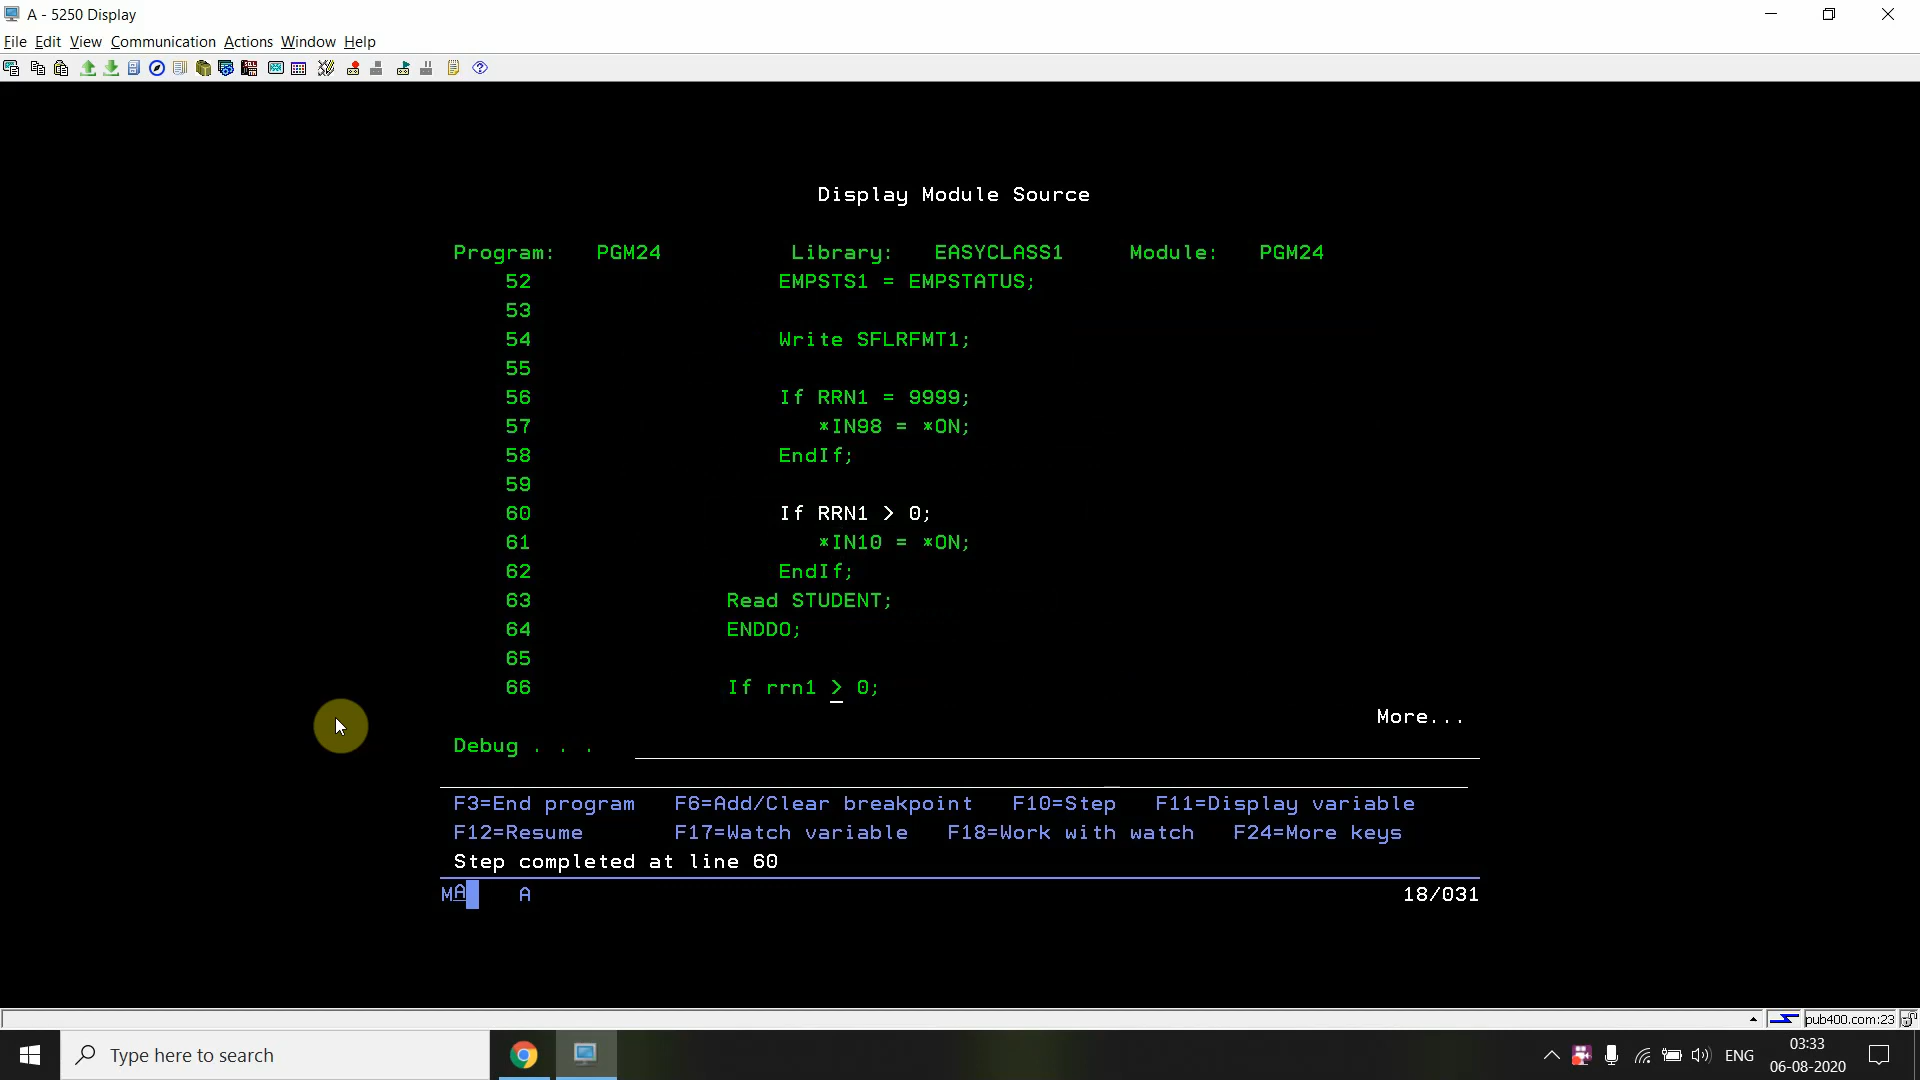 A - 5250 Display
File Edit View Communication Actions Window Help
Display Module Source
Program: PGM24 Library: EASYCLASS1 Module: PGM24
52 EMPSTS1 = EMPSTATUS;
53
54 Write SFLRFMT1;
55
56 If RRN1 = 9999;
57 *IN98 = *ON;
58 EndIf;
59
60 If RRN1 > 0;
61 *IN10 = *ON;
62 EndIf;
63 Read STUDENT;
64 ENDDO;
65
66 If rrn1 > 0;
More...
Debug . . .
F3=End program F6=Add/Clear breakpoint F10=Step F11=Display variable
F12=Resume F17=Watch variable F18=Work with watch F24=More keys
Step completed at line 60
MA A 18/031
pub400.com:23
Type here to search
ENG
03:33
06-08-2020